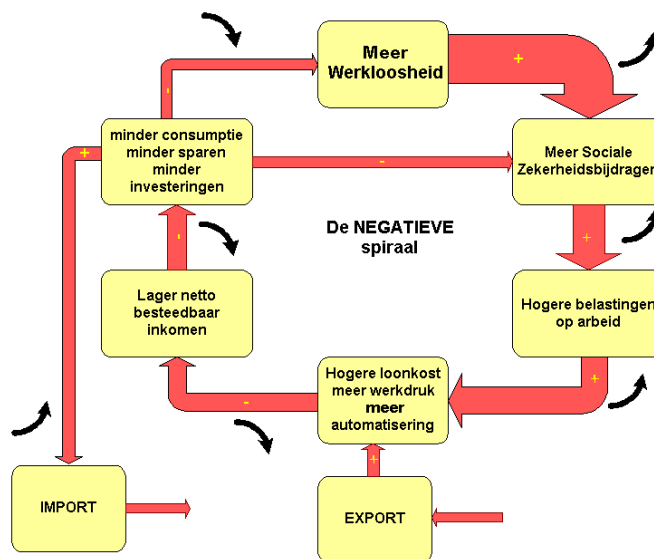 Meer
Werkloosheid
+
-
minder consumptie
minder sparen
minder
investeringen
+
-
Meer Sociale
Zekerheidsbijdragen
De NEGATIEVE
spiraal
+
-
Lager netto
besteedbaar
inkomen
Hogere belastingen
op arbeid
Hogere loonkost
meer werkdruk
meer
automatisering
+
-
+
IMPORT
EXPORT